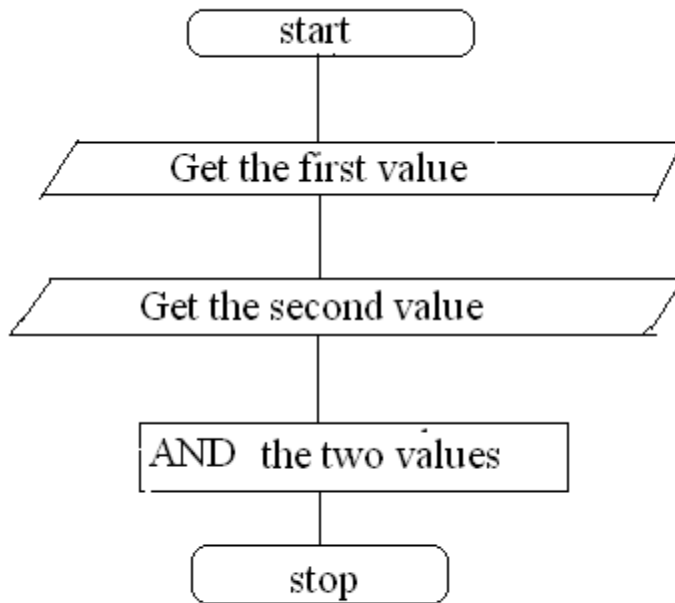 start
Get the first value
Get the second value
AND the two values
stop